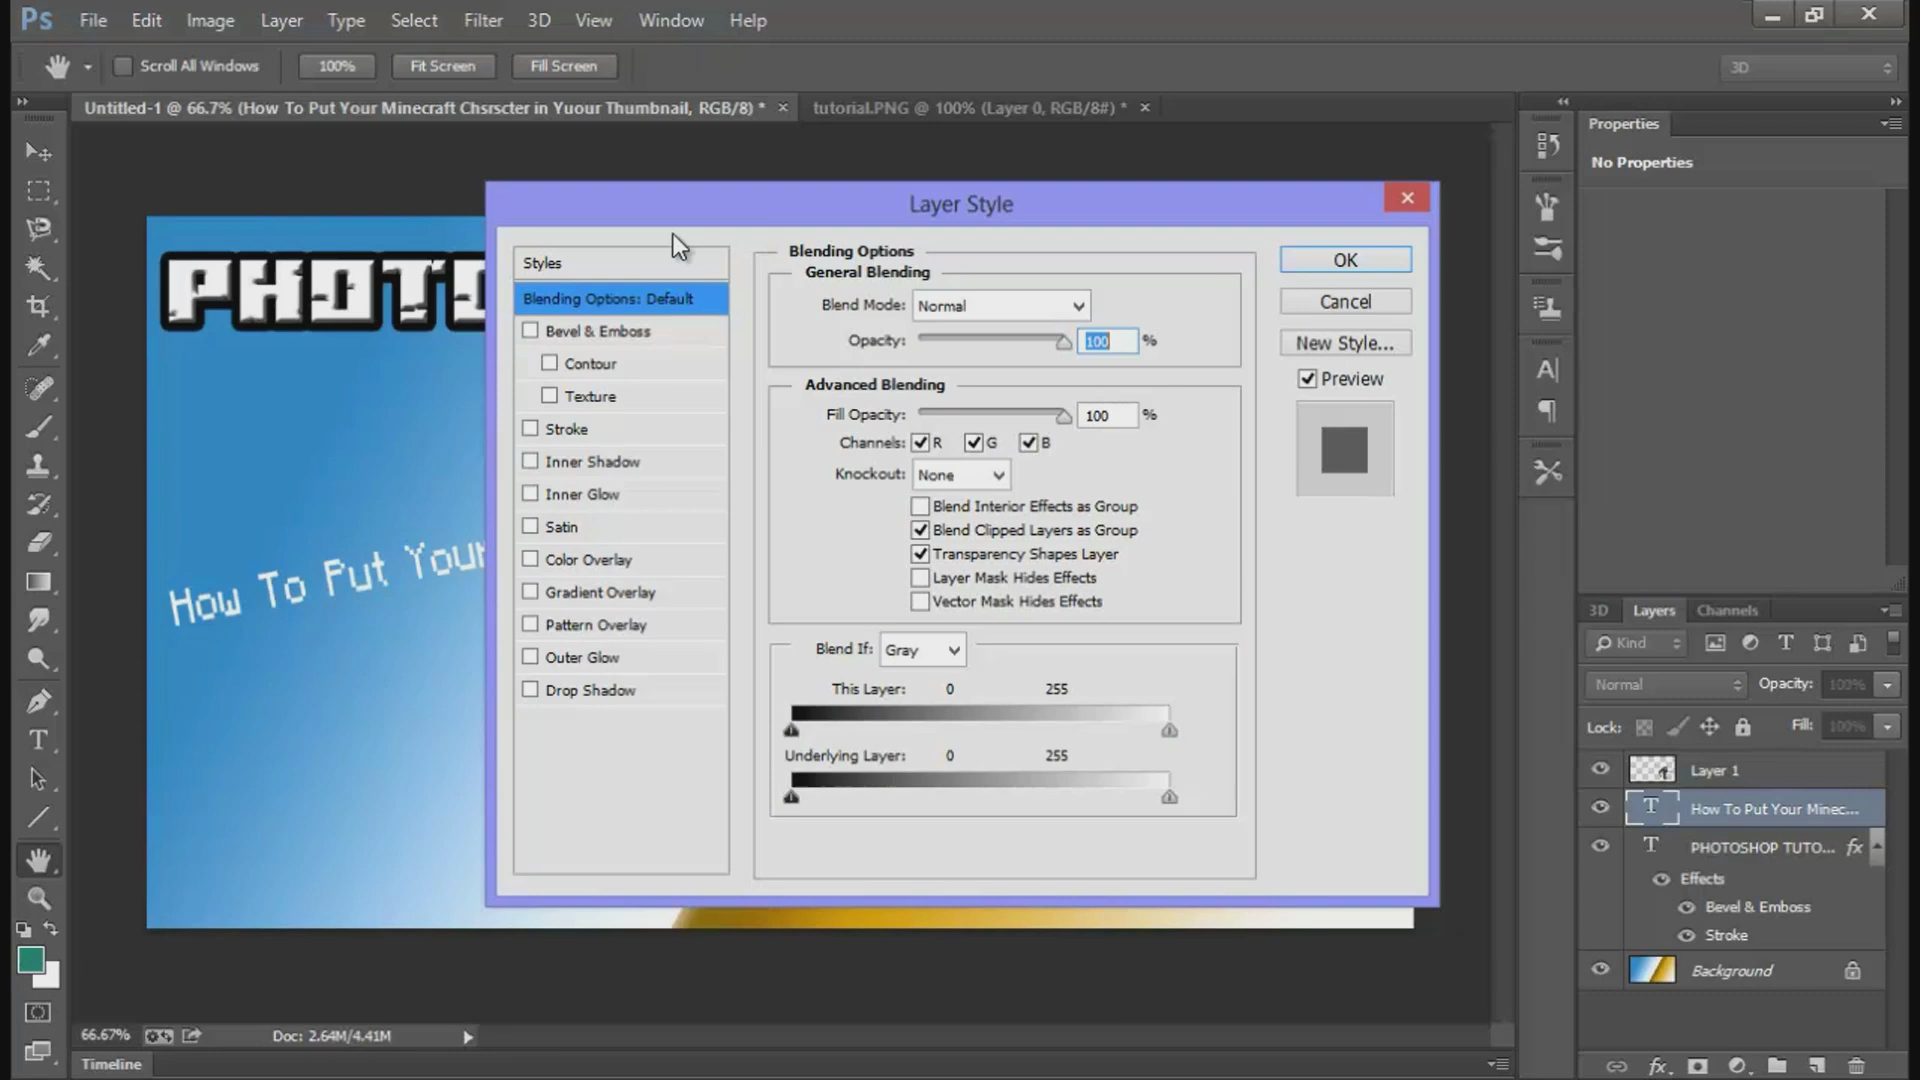 Ps File Edit Image Layer Type Select Filter 3D View Window Help
Scroll All Windows 100% Fit Screen Fill Screen 3D
Untitled-1 @ 66.7% (How To Put Your Minecraft Chsrscter in Yuour Thumbnail, RGB/8) * × tutorial.PNG @ 100% (Layer 0, RGB/8#) * ×
Properties
No Properties
Layer Style
PHOTO
How To Put Your
Styles
Blending Options: Default
Bevel & Emboss
Contour
Texture
Stroke
Inner Shadow
Inner Glow
Satin
Color Overlay
Gradient Overlay
Pattern Overlay
Outer Glow
Drop Shadow
Blending Options
General Blending
Blend Mode: Normal
Opacity: 100 %
Advanced Blending
Fill Opacity: 100 %
Channels: R G B
Knockout: None
Blend Interior Effects as Group
Blend Clipped Layers as Group
Transparency Shapes Layer
Layer Mask Hides Effects
Vector Mask Hides Effects
Blend If: Gray
This Layer: 0 255
Underlying Layer: 0 255
OK
Cancel
New Style...
Preview
3D Layers Channels
Kind
Normal Opacity: 100%
Lock: Fill: 100%
Layer 1
T How To Put Your Minec...
T PHOTOSHOP TUTO... fx
Effects
Bevel & Emboss
Stroke
Background
66.67% Doc: 2.64M/4.41M
Timeline